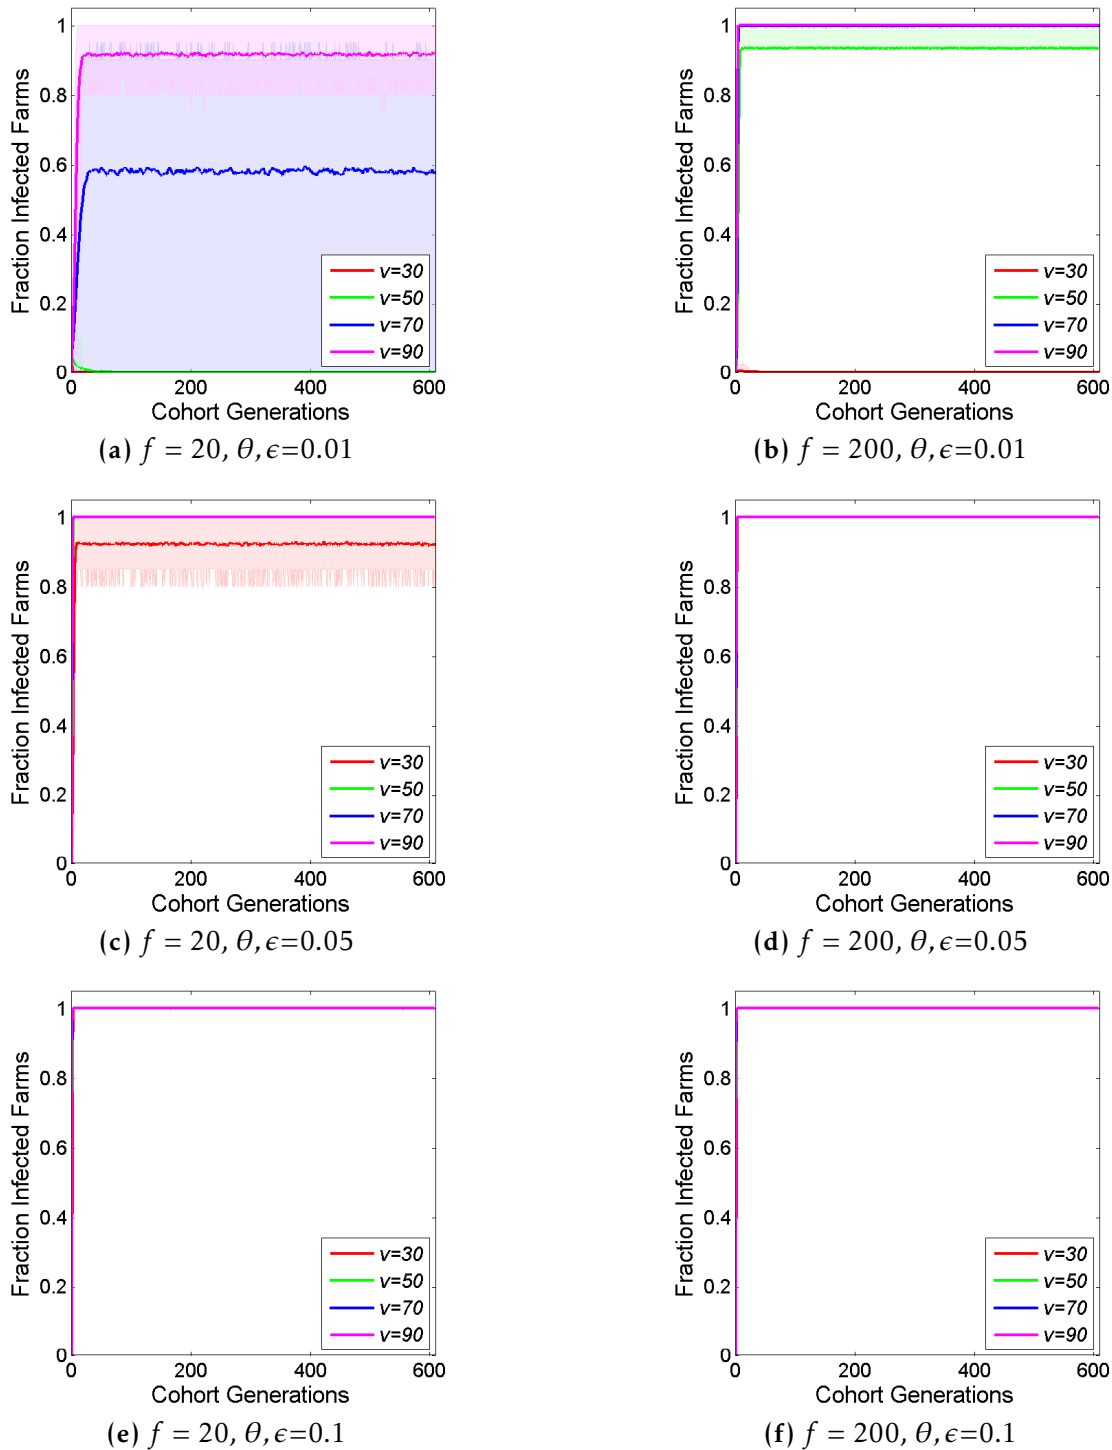 1
0.8
0.6
0.4
0.2
0
Fraction Infected Farms
v=30
v=50
v=70
v=90
0 200 400 600
Cohort Generations
(a) f = 20, θ,ϵ=0.01
1
0.8
0.6
0.4
0.2
0
Fraction Infected Farms
v=30
v=50
v=70
v=90
0 200 400 600
Cohort Generations
(b) f = 200, θ,ϵ=0.01
1
0.8
0.6
0.4
0.2
0
Fraction Infected Farms
v=30
v=50
v=70
v=90
0 200 400 600
Cohort Generations
(c) f = 20, θ,ϵ=0.05
1
0.8
0.6
0.4
0.2
0
Fraction Infected Farms
v=30
v=50
v=70
v=90
0 200 400 600
Cohort Generations
(d) f = 200, θ,ϵ=0.05
1
0.8
0.6
0.4
0.2
0
Fraction Infected Farms
v=30
v=50
v=70
v=90
0 200 400 600
Cohort Generations
(e) f = 20, θ,ϵ=0.1
1
0.8
0.6
0.4
0.2
0
Fraction Infected Farms
v=30
v=50
v=70
v=90
0 200 400 600
Cohort Generations
(f) f = 200, θ,ϵ=0.1